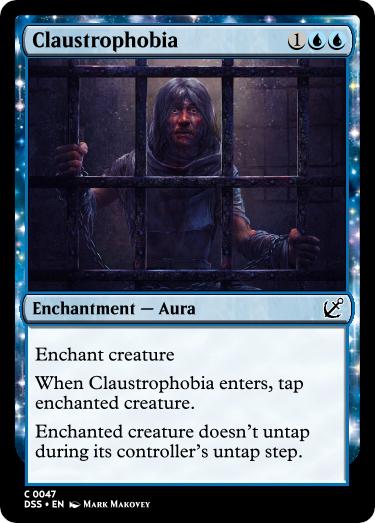 Claustrophobia 1
Enchantment — Aura
Enchant creature
When Claustrophobia enters, tap
enchanted creature.
Enchanted creature doesn't untap
during its controller's untap step.
C 0047
DSS • EN Mark Makovey